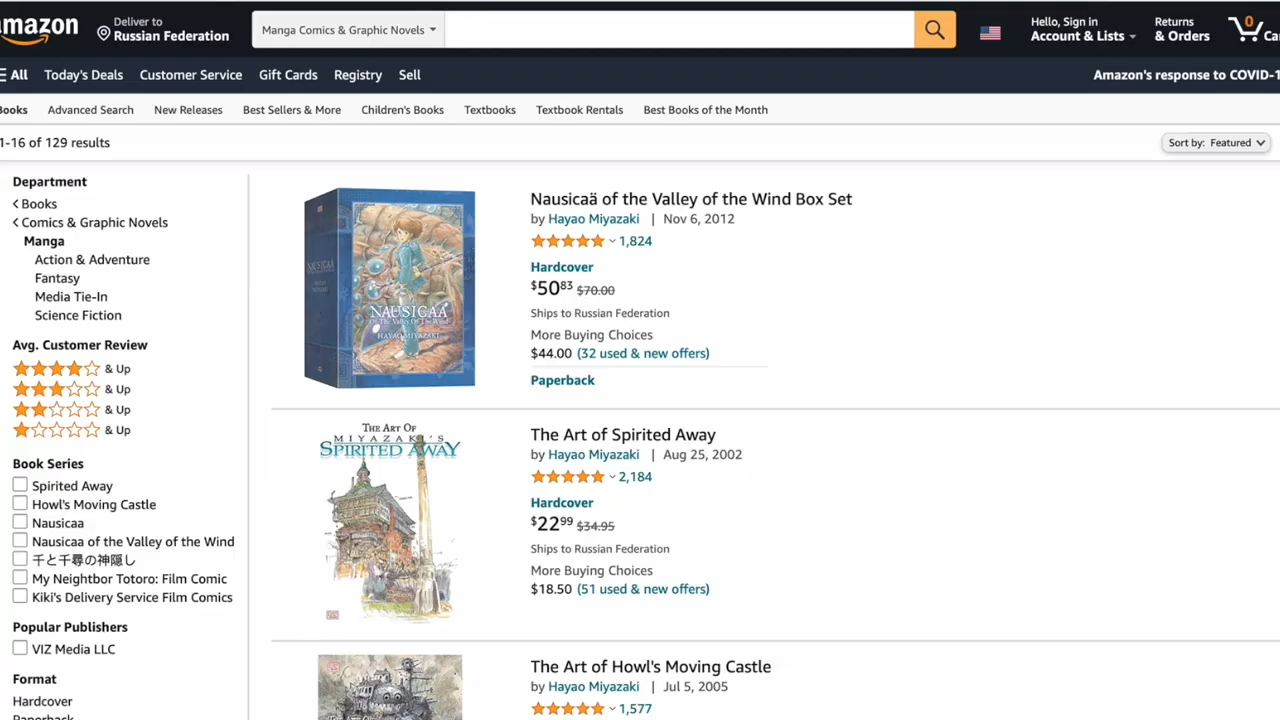 amazon
Deliver to
Russian Federation
Manga Comics & Graphic Novels
Hello, Sign in
Account & Lists
Returns
& Orders
0
Ca
All
Today's Deals
Customer Service
Gift Cards
Registry
Sell
Amazon's response to COVID-1
Books
Advanced Search
New Releases
Best Sellers & More
Children's Books
Textbooks
Textbook Rentals
Best Books of the Month
1-16 of 129 results
Sort by: Featured
Department
Books
Comics & Graphic Novels
Manga
Action & Adventure
Fantasy
Media Tie-In
Science Fiction
Avg. Customer Review
& Up
& Up
& Up
& Up
Book Series
Spirited Away
Howl's Moving Castle
Nausicaa
Nausicaa of the Valley of the Wind
千と千尋の神隠し
My Neighbor Totoro: Film Comic
Kiki's Delivery Service Film Comics
Popular Publishers
VIZ Media LLC
Format
Hardcover
Paperback
NAUSICAÄ
Of The Valley Of The Wind
HAYAO MIYAZAKI
Nausicaä of the Valley of the Wind Box Set
by Hayao Miyazaki | Nov 6, 2012
1,824
Hardcover
$50.83 $70.00
Ships to Russian Federation
More Buying Choices
$44.00 (32 used & new offers)
Paperback
THE ART OF
MIYAZAKI'S
SPIRITED AWAY
The Art of Spirited Away
by Hayao Miyazaki | Aug 25, 2002
2,184
Hardcover
$22.99 $34.95
Ships to Russian Federation
More Buying Choices
$18.50 (51 used & new offers)
The Art of Howl's Moving Castle
by Hayao Miyazaki | Jul 5, 2005
1,577